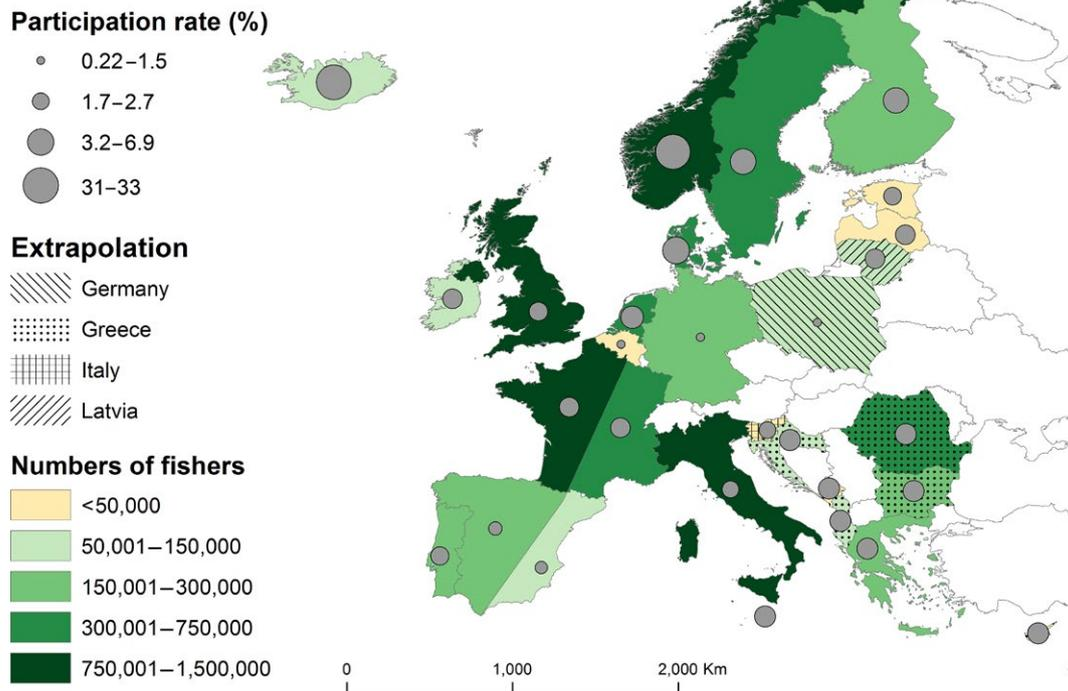 Participation rate (%)
0.22–1.5
1.7–2.7
3.2–6.9
31–33
Extrapolation
Germany
Greece
Italy
Latvia
Numbers of fishers
<50,000
50,001–150,000
150,001–300,000
300,001–750,000
750,001–1,500,000
0 1,000 2,000 Km